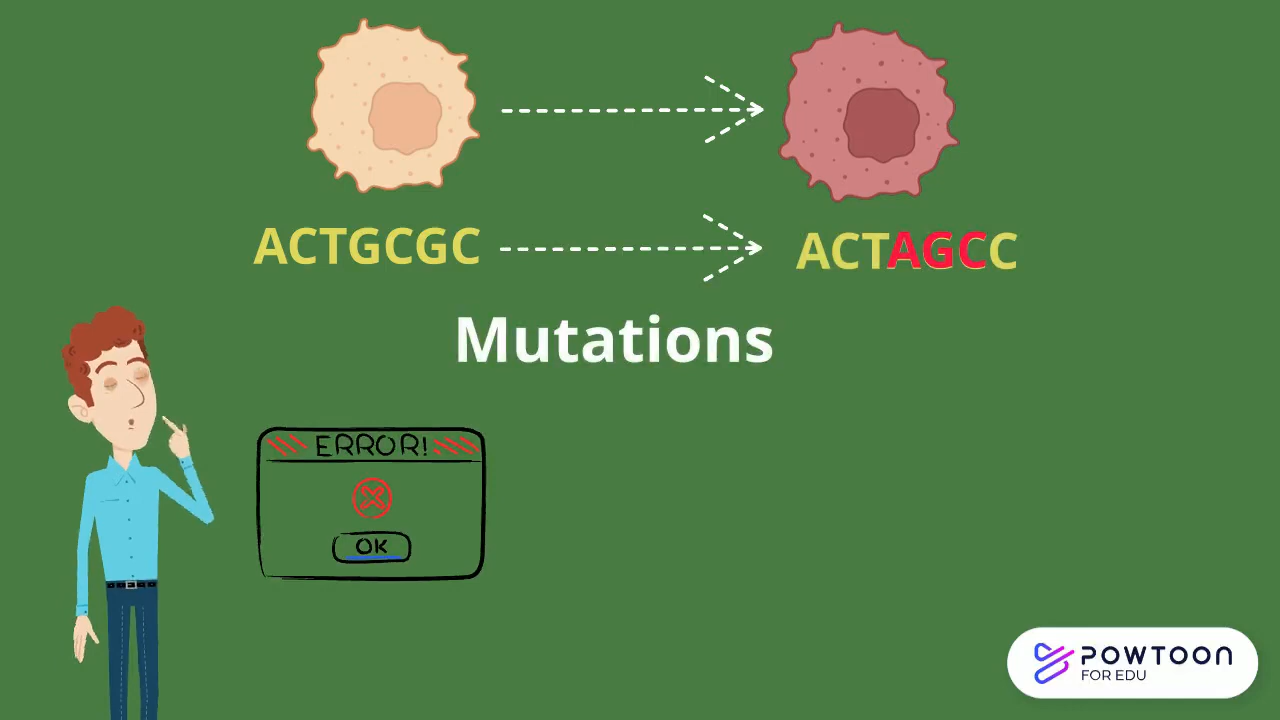 ACTGCGC
ACTAGCC
Mutations
ERROR!
OK
POWTOON
FOR EDU